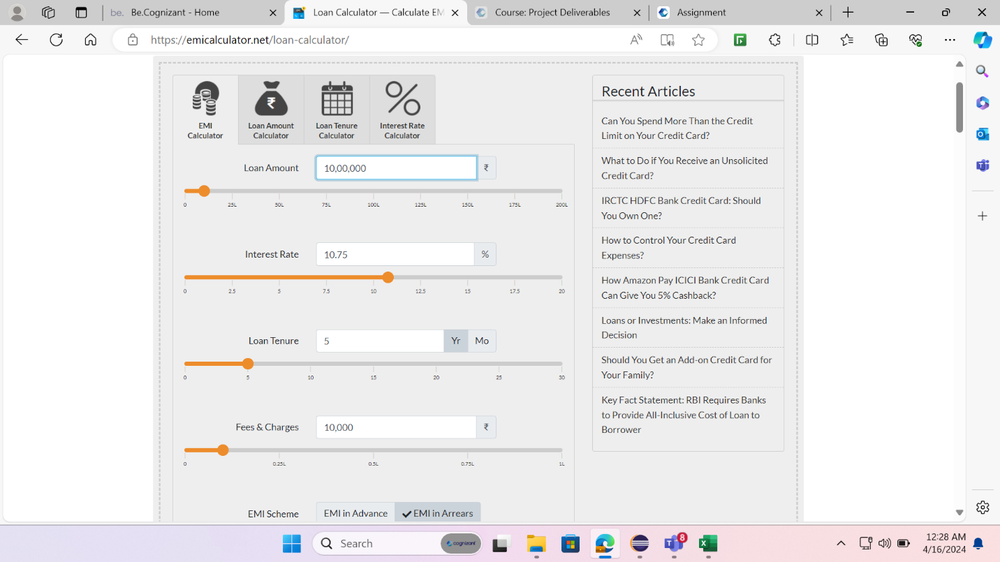 be. Be.Cognizant - Home
Loan Calculator — Calculate EM
Course: Project Deliverables
Assignment
https://emicalculator.net/loan-calculator/
EMI
Calculator
Loan Amount
Calculator
Loan Tenure
Calculator
Interest Rate
Calculator
Loan Amount 10,00,000 ₹
0 25L 50L 75L 100L 125L 150L 175L 200L
Interest Rate 10.75 %
0 2.5 5 7.5 10 12.5 15 17.5 20
Loan Tenure 5 Yr Mo
0 5 10 15 20 25 30
Fees & Charges 10,000 ₹
0 0.25L 0.5L 0.75L 1L
EMI Scheme EMI in Advance EMI in Arrears
Recent Articles
Can You Spend More Than the Credit
Limit on Your Credit Card?
What to Do if You Receive an Unsolicited
Credit Card?
IRCTC HDFC Bank Credit Card: Should
You Own One?
How to Control Your Credit Card
Expenses?
How Amazon Pay ICICI Bank Credit Card
Can Give You 5% Cashback?
Loans or Investments: Make an Informed
Decision
Should You Get an Add-on Credit Card for
Your Family?
Key Fact Statement: RBI Requires Banks
to Provide All-Inclusive Cost of Loan to
Borrower
Search cognizant
8
12:28 AM
4/16/2024